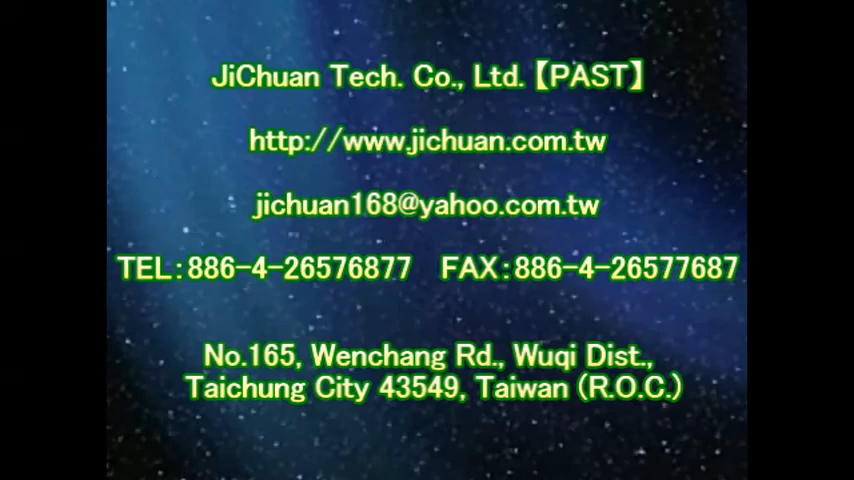 JiChuan Tech. Co., Ltd.【PAST】
http://www.jichuan.com.tw
jichuan168@yahoo.com.tw
TEL:886-4-26576877 FAX:886-4-26577687
No.165, Wenchang Rd., Wuqi Dist.,
Taichung City 43549, Taiwan (R.O.C.)